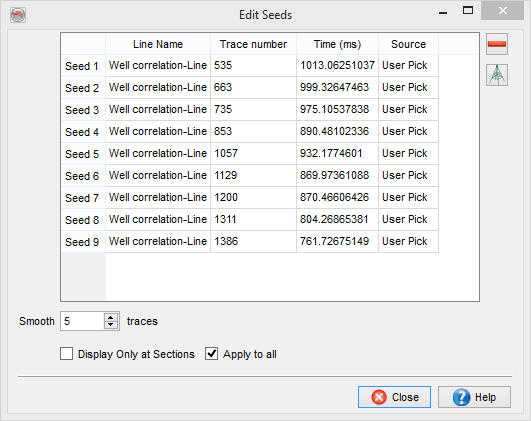 Edit Seeds
Line Name Trace number Time (ms) Source
Seed 1 Well correlation-Line 535 1013.06251037 User Pick
Seed 2 Well correlation-Line 663 999.32647463 User Pick
Seed 3 Well correlation-Line 735 975.10537838 User Pick
Seed 4 Well correlation-Line 853 890.48102336 User Pick
Seed 5 Well correlation-Line 1057 932.1774601 User Pick
Seed 6 Well correlation-Line 1129 869.97361088 User Pick
Seed 7 Well correlation-Line 1200 870.46606426 User Pick
Seed 8 Well correlation-Line 1311 804.26865381 User Pick
Seed 9 Well correlation-Line 1386 761.72675149 User Pick
Smooth 5 traces
Display Only at Sections Apply to all
Close Help